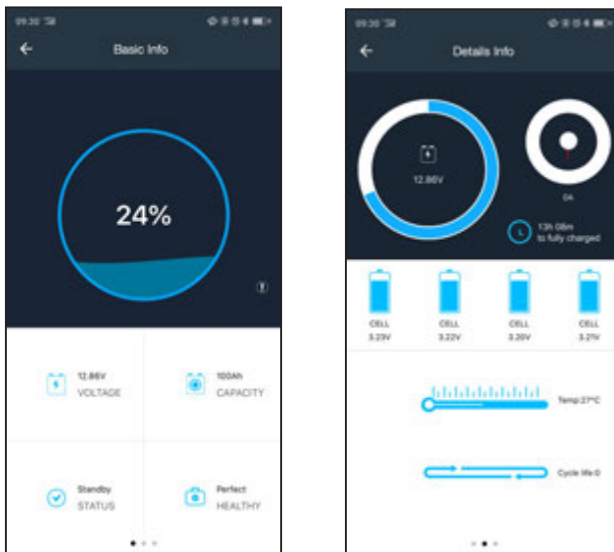 09:30
Basic Info
24%
12.86V
VOLTAGE
100Ah
CAPACITY
Standby
STATUS
Perfect
HEALTHY
09:30
Details Info
12.86V
0A
13h 08m
to fully charged
CELL
3.23V
CELL
3.22V
CELL
3.20V
CELL
3.21V
Temp:27°C
Cycle life:0